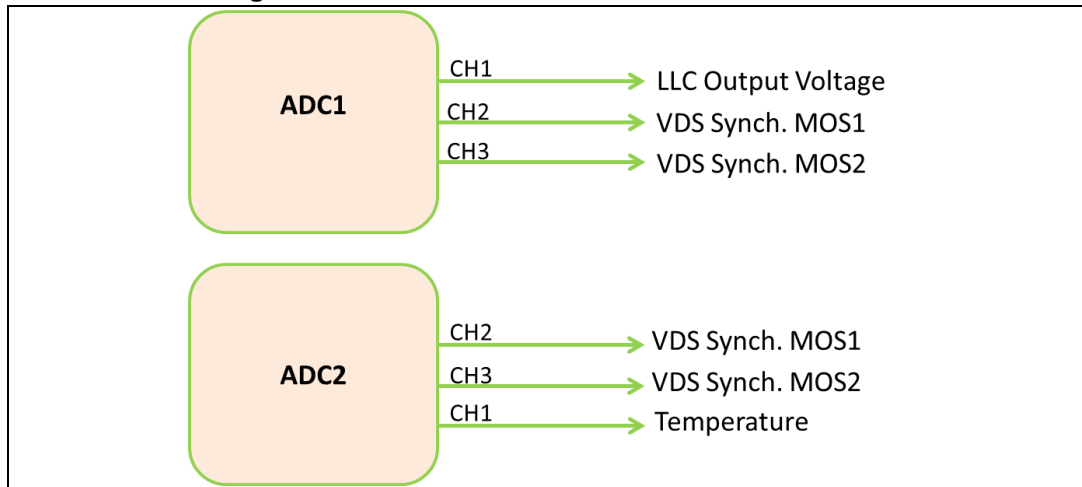 ADC1
CH1 LLC Output Voltage
CH2 VDS Synch. MOS1
CH3 VDS Synch. MOS2
ADC2
CH2 VDS Synch. MOS1
CH3 VDS Synch. MOS2
CH1 Temperature